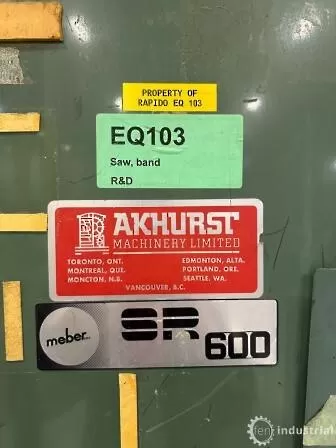 PROPERTY OF
RAPIDO EQ 103
EQ103
Saw, band
R&D
AKHURST
MACHINERY LIMITED
TORONTO, ONT.
MONTREAL, QUE.
MONCTON, N.B.
EDMONTON, ALTA.
PORTLAND, ORE.
SEATTLE, WA.
VANCOUVER, B.C.
meber
SR 600
fen industrial